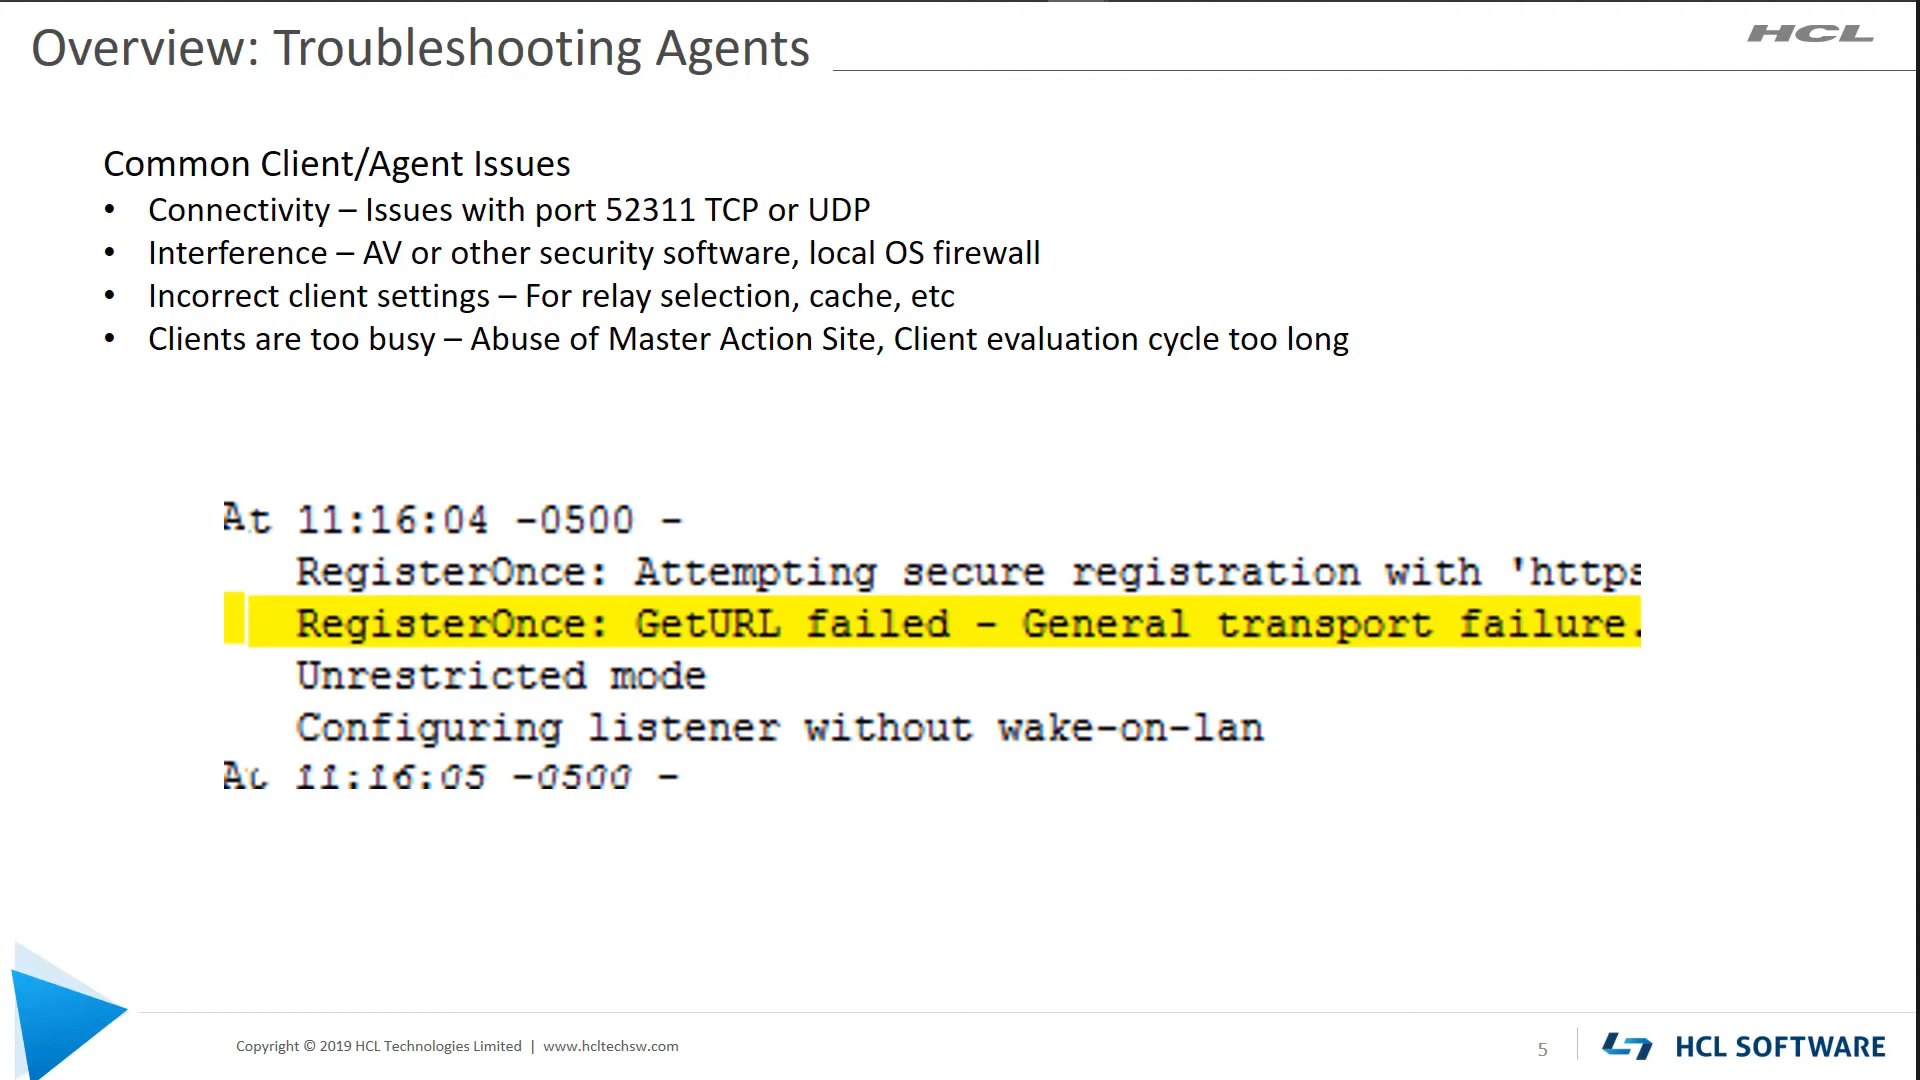 Overview: Troubleshooting Agents
HCL
Common Client/Agent Issues
• Connectivity – Issues with port 52311 TCP or UDP
• Interference – AV or other security software, local OS firewall
• Incorrect client settings – For relay selection, cache, etc
• Clients are too busy – Abuse of Master Action Site, Client evaluation cycle too long
At 11:16:04 -0500 -
RegisterOnce: Attempting secure registration with 'https
RegisterOnce: GetURL failed - General transport failure.
Unrestricted mode
Configuring listener without wake-on-lan
At 11:16:05 -0500 -
Copyright © 2019 HCL Technologies Limited | www.hcltechsw.com
5
HCL SOFTWARE